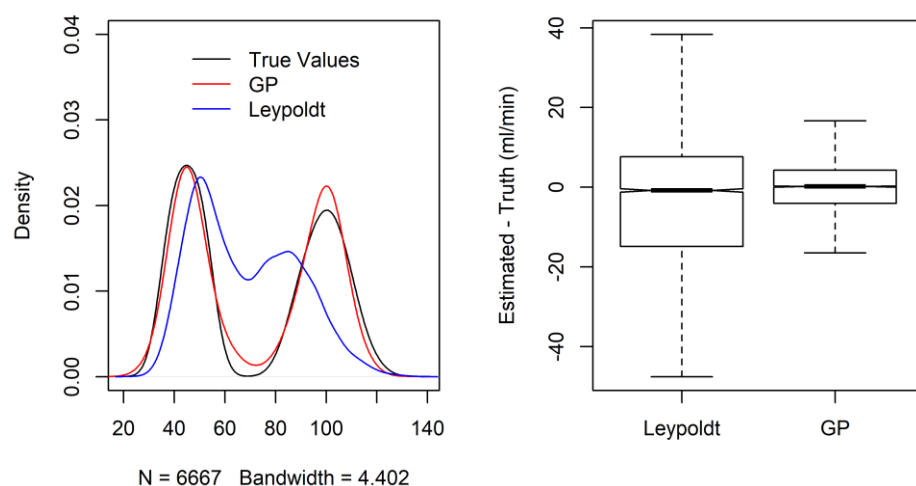 0.04
0.03
0.02
0.01
0.00
Density
True Values
GP
Leypoldt
20 40 60 80 100 140
N = 6667 Bandwidth = 4.402
40
20
0
-20
-40
Estimated - Truth (ml/min)
Leypoldt GP